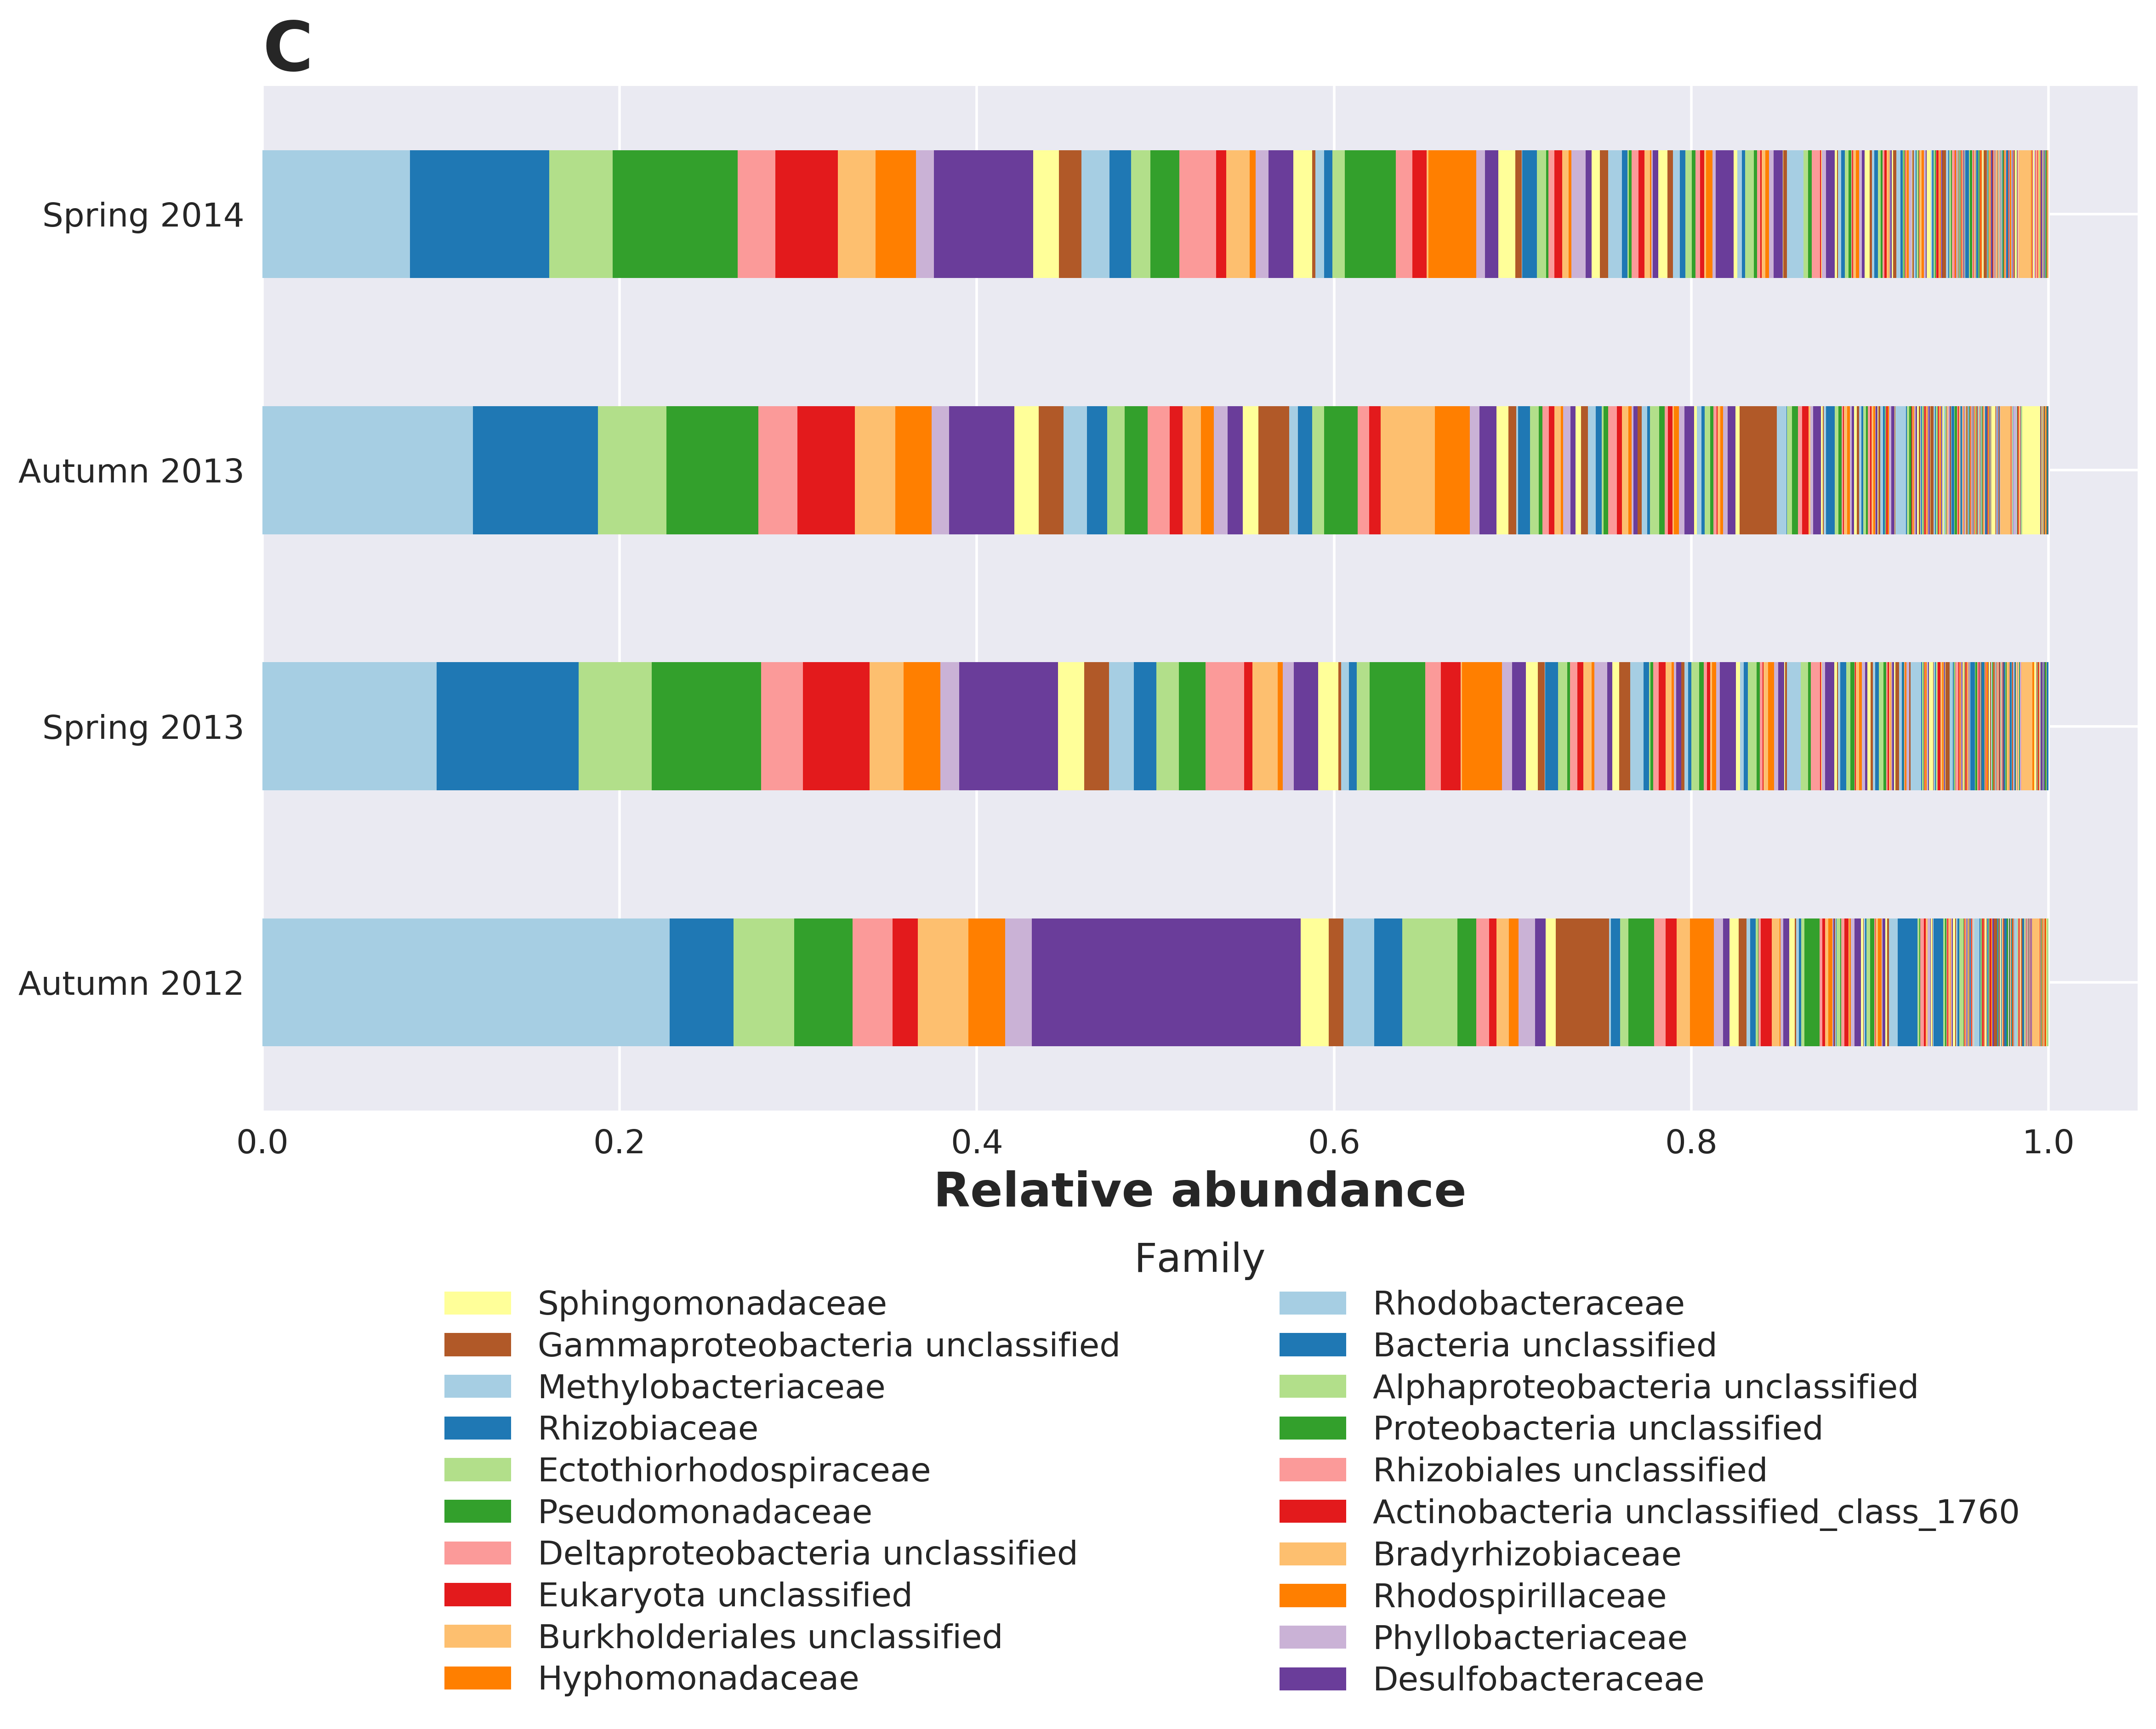 C
Spring 2014
Autumn 2013
Spring 2013
Autumn 2012
0.0 0.2 0.4 0.6 0.8 1.0
Relative abundance
Family
Sphingomonadaceae
Gammaproteobacteria unclassified
Methylobacteriaceae
Rhizobiaceae
Ectothiorhodospiraceae
Pseudomonadaceae
Deltaproteobacteria unclassified
Eukaryota unclassified
Burkholderiales unclassified
Hyphomonadaceae
Rhodobacteraceae
Bacteria unclassified
Alphaproteobacteria unclassified
Proteobacteria unclassified
Rhizobiales unclassified
Actinobacteria unclassified_class_1760
Bradyrhizobiaceae
Rhodospirillaceae
Phyllobacteriaceae
Desulfobacteraceae